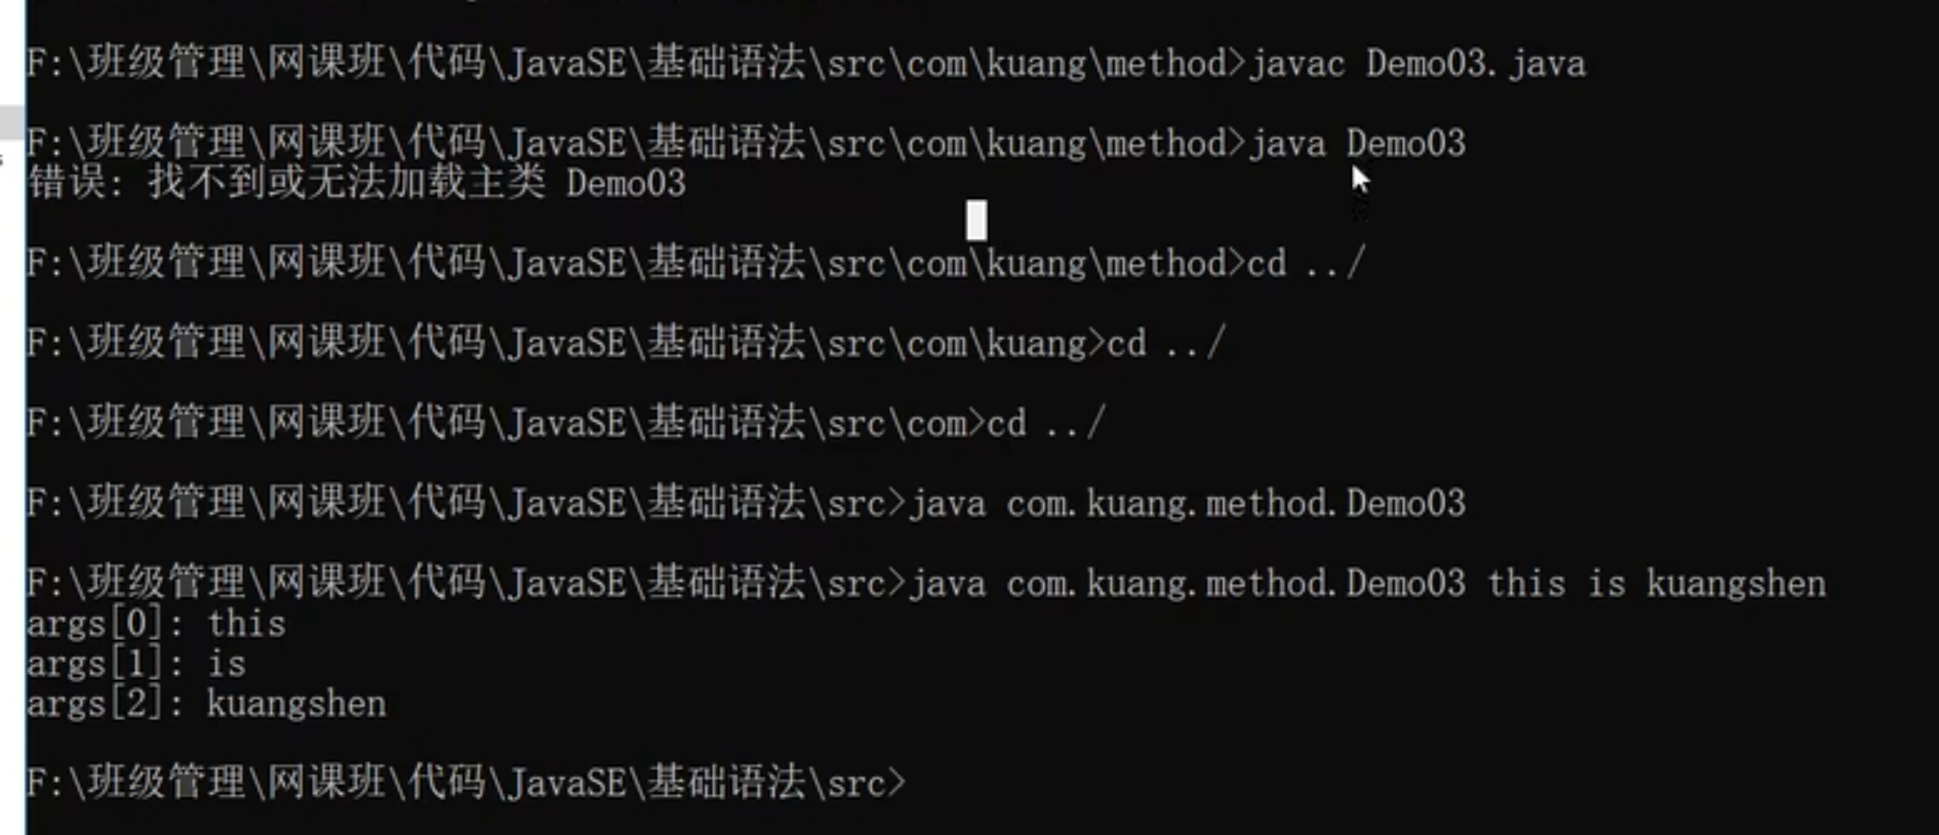 F:\班级管理\网课班\代码\JavaSE\基础语法\src\com\kuang\method>javac Demo03.java
F:\班级管理\网课班\代码\JavaSE\基础语法\src\com\kuang\method>java Demo03
错误: 找不到或无法加载主类 Demo03
F:\班级管理\网课班\代码\JavaSE\基础语法\src\com\kuang\method>cd ../
F:\班级管理\网课班\代码\JavaSE\基础语法\src\com\kuang>cd ../
F:\班级管理\网课班\代码\JavaSE\基础语法\src\com>cd ../
F:\班级管理\网课班\代码\JavaSE\基础语法\src>java com.kuang.method.Demo03
F:\班级管理\网课班\代码\JavaSE\基础语法\src>java com.kuang.method.Demo03 this is kuangshen
args[0]: this
args[1]: is
args[2]: kuangshen
F:\班级管理\网课班\代码\JavaSE\基础语法\src>